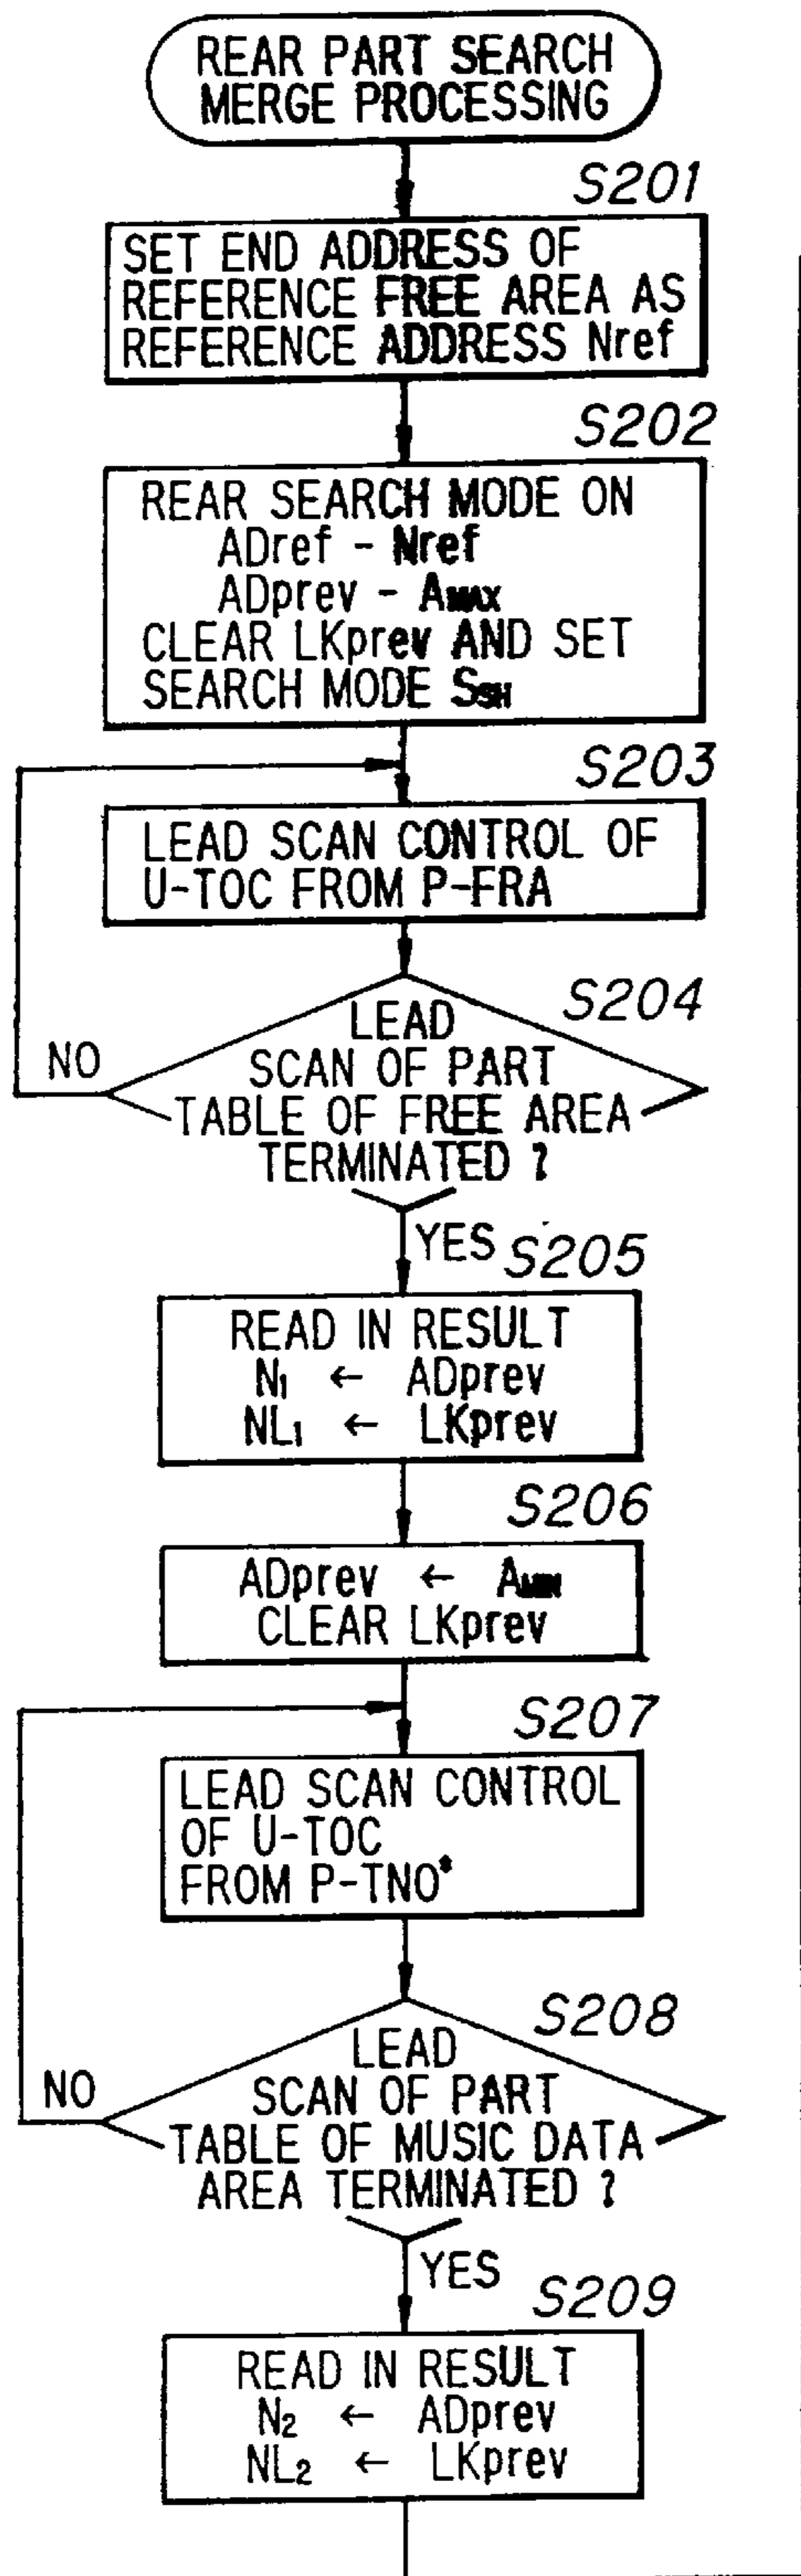 REAR PART SEARCH
MERGE PROCESSING
S201
SET END ADDRESS OF
REFERENCE FREE AREA AS
REFERENCE ADDRESS Nref
S202
REAR SEARCH MODE ON
ADref - Nref
ADprev - AMAX
CLEAR LKprev AND SET
SEARCH MODE SSH
S203
LEAD SCAN CONTROL OF
U-TOC FROM P-FRA
S204
LEAD
SCAN OF PART
TABLE OF FREE AREA
TERMINATED ?
NO
YES
S205
READ IN RESULT
N1 ← ADprev
NL1 ← LKprev
S206
ADprev ← AMIN
CLEAR LKprev
S207
LEAD SCAN CONTROL
OF U-TOC
FROM P-TNO*
S208
LEAD
SCAN OF PART
TABLE OF MUSIC DATA
AREA TERMINATED ?
NO
YES
S209
READ IN RESULT
N2 ← ADprev
NL2 ← LKprev